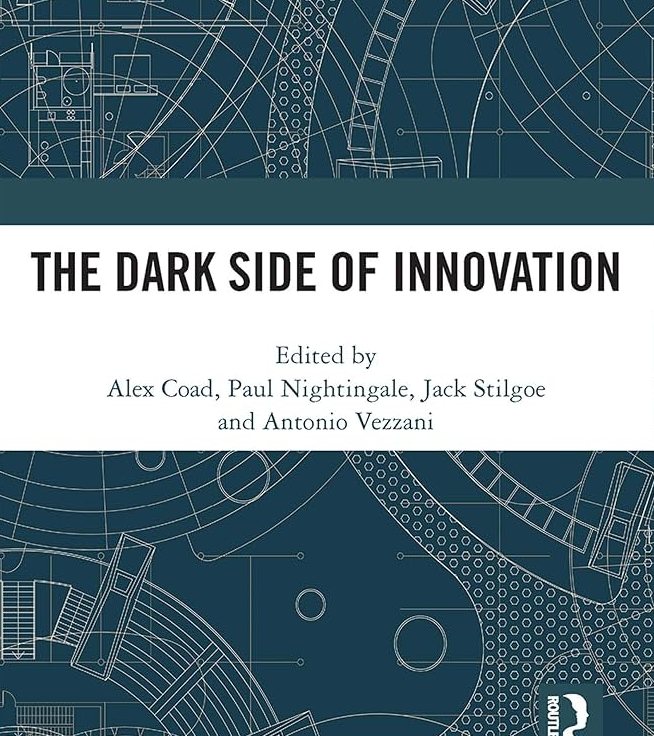 THE DARK SIDE OF INNOVATION
Edited by
Alex Coad, Paul Nightingale, Jack Stilgoe
and Antonio Vezzani